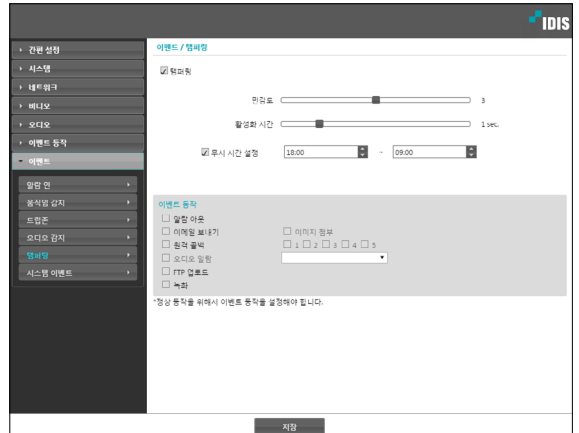 IDIS
간편 설정
시스템
네트워크
비디오
오디오
이벤트 동작
이벤트
알람 인
움직임 감지
트립존
오디오 감지
탬퍼링
시스템 이벤트
이벤트 / 탬퍼링
탬퍼링
민감도 3
활성화 시간 1 sec.
무시 시간 설정 18:00 ~ 09:00
이벤트 동작
알람 아웃
이메일 보내기 이미지 첨부
원격 콜백 1 2 3 4 5
오디오 알람
FTP 업로드
녹화
*정상 동작을 위해서 이벤트 동작을 설정해야 합니다.
저장